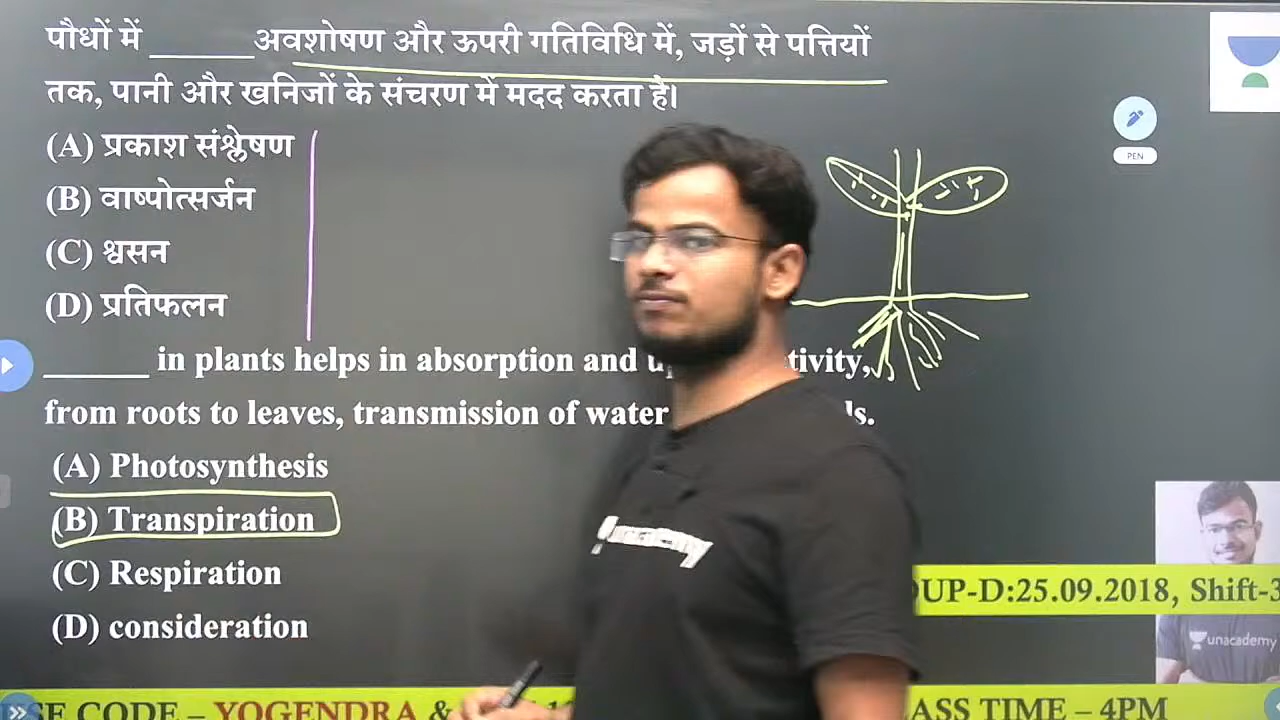 पौधों में ______ अवशोषण और ऊपरी गतिविधि में, जड़ों से पत्तियों
तक, पानी और खनिजों के संचरण में मदद करता है।
(A) प्रकाश संश्लेषण
(B) वाष्पोत्सर्जन
(C) श्वसन
(D) प्रतिफलन
PEN
______ in plants helps in absorption and
from roots to leaves, transmission of water
(A) Photosynthesis
(B) Transpiration
(C) Respiration
(D) consideration
unacademy
25.09.2018, Shift-3
unacademy
CODE – YOGENDRA &
TIME – 4PM